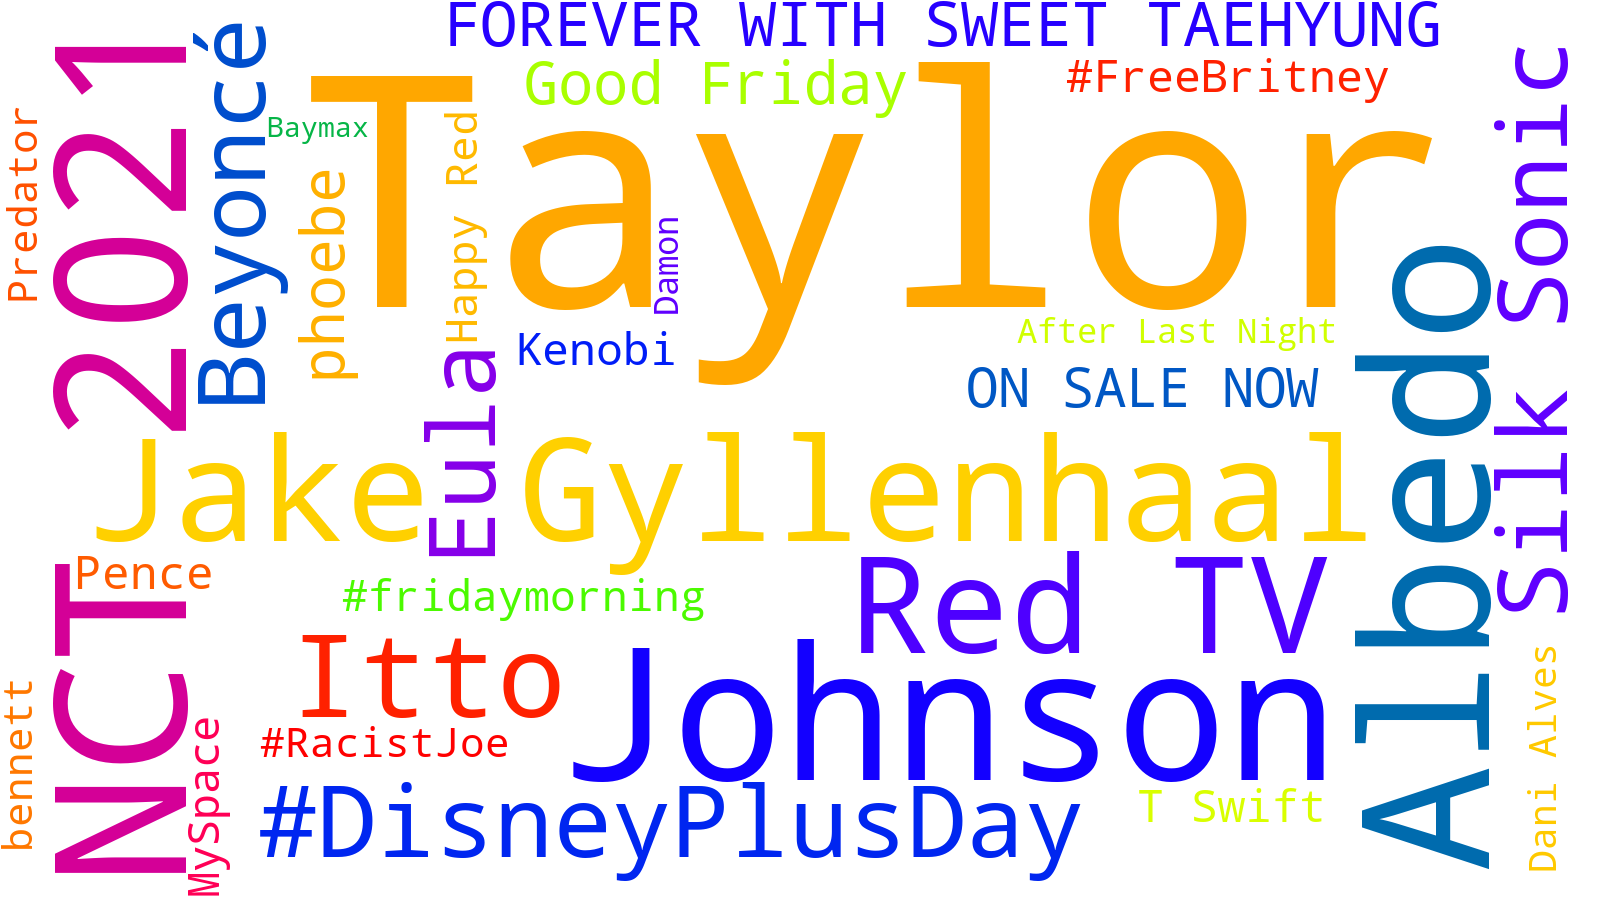 FOREVER WITH SWEET TAEHYUNG
Good Friday
#FreeBritney
Taylor
2021
Beyoncé
Predator
Baymax
phoebe
Happy Red
Damon
Kenobi
After Last Night
ON SALE NOW
Silk Sonic
Albedo
Eula
Jake Gyllenhaal
Pence
#fridaymorning
Red TV
NCT
Itto
Johnson
#RacistJoe
bennett
MySpace
#DisneyPlusDay
T Swift
Dani Alves